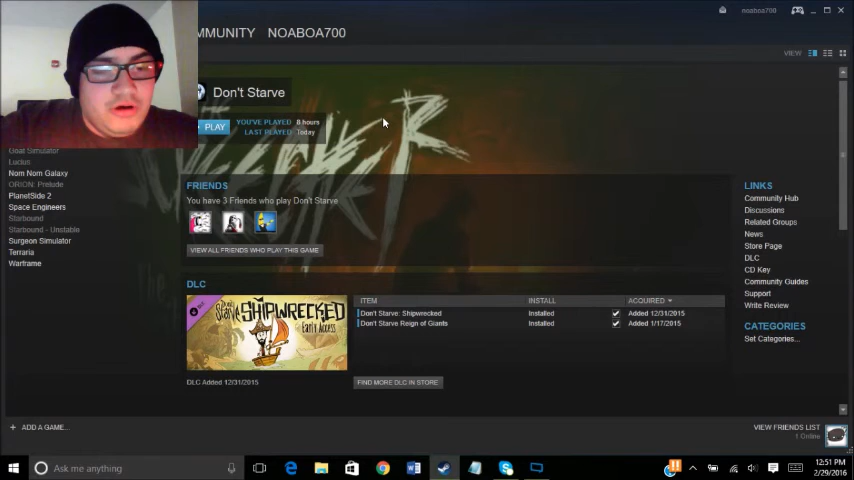 MMUNITY NOABOA700
noaboa700
VIEW
Don't Starve
PLAY
YOU'VE PLAYED 8 hours
LAST PLAYED Today
Goat Simulator
Lucius
Nom Nom Galaxy
ORION: Prelude
PlanetSide 2
Space Engineers
Starbound
Starbound - Unstable
Surgeon Simulator
Terraria
Warframe
FRIENDS
You have 3 Friends who play Don't Starve
VIEW ALL FRIENDS WHO PLAY THIS GAME
DLC
Don't Starve
SHIPWRECKED
Early Access
DLC Added 12/31/2015
ITEM INSTALL ACQUIRED
Don't Starve: Shipwrecked Installed Added 12/31/2015
Don't Starve Reign of Giants Installed Added 1/17/2015
FIND MORE DLC IN STORE
LINKS
Community Hub
Discussions
Related Groups
News
Store Page
DLC
CD Key
Community Guides
Support
Write Review
CATEGORIES
Set Categories...
+ ADD A GAME...
VIEW FRIENDS LIST
1 Online
Ask me anything
12:51 PM
2/29/2016